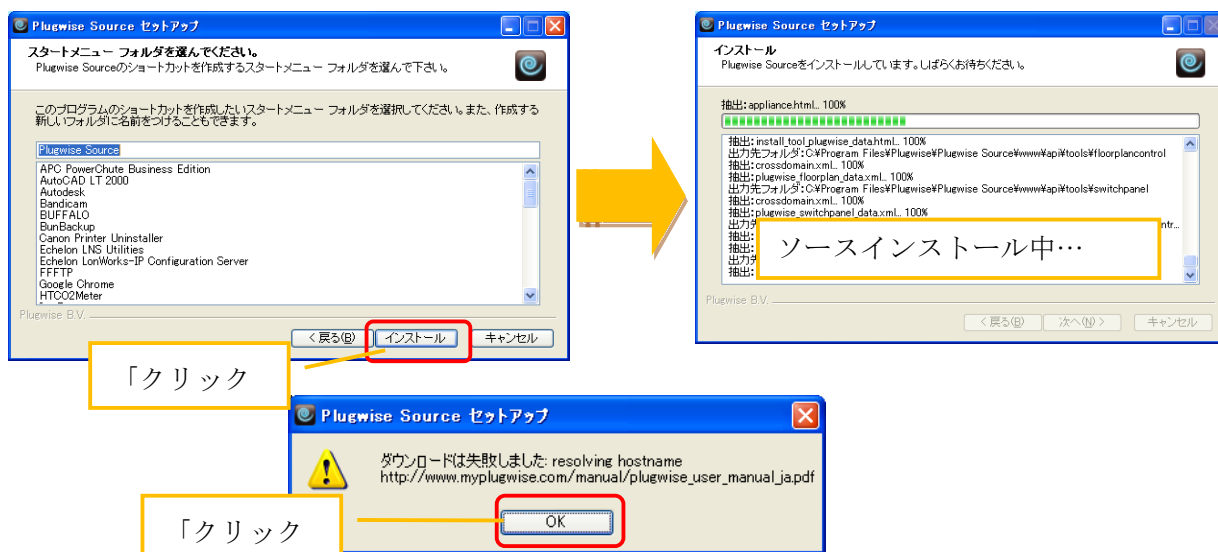 Plugwise Source セットアップ
スタートメニュー フォルダを選んでください。
Plugwise Sourceのショートカットを作成するスタートメニュー フォルダを選んで下さい。
このプログラムのショートカットを作成したいスタートメニュー フォルダを選択してください。また、作成する
新しいフォルダに名前をつけることもできます。
Plugwise Source
APC PowerChute Business Edition
AutoCAD LT 2000
Autodesk
Bandicam
BUFFALO
BunBackup
Canon Printer Uninstaller
Echelon LNS Utilities
Echelon LonWorks-IP Configuration Server
FFFTP
Google Chrome
HTCO2Meter
Plugwise B.V.
< 戻る(B)
インストール
キャンセル
「クリック
Plugwise Source セットアップ
インストール
Plugwise Sourceをインストールしています。しばらくお待ちください。
抽出: appliance.html... 100%
抽出: install_tool_plugwise_data.html... 100%
出力先フォルダ: C:¥Program Files¥Plugwise¥Plugwise Source¥www¥api¥tools¥floorplancontrol
抽出: crossdomain.xml... 100%
抽出: plugwise_floorplan_data.xml... 100%
出力先フォルダ: C:¥Program Files¥Plugwise¥Plugwise Source¥www¥api¥tools¥switchpanel
抽出: crossdomain.xml... 100%
抽出: plugwise_switchpanel_data.xml... 100%
出力先
ntr...
抽出:
抽出:
出力先
抽出:
ソースインストール中…
Plugwise B.V.
< 戻る(B)
次へ(N) >
キャンセル
Plugwise Source セットアップ
ダウンロードは失敗しました: resolving hostname
http://www.myplugwise.com/manual/plugwise_user_manual_ja.pdf
OK
「クリック